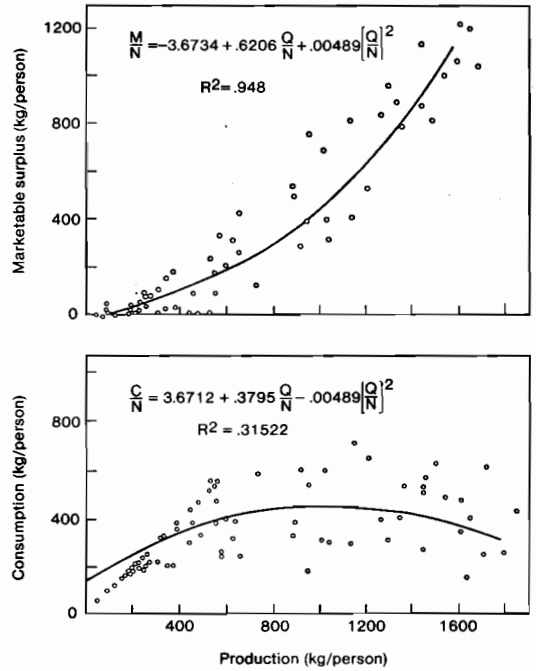 1200
M/N =-3.6734+.6206 Q/N +.00489[Q/N]²
R²=.948
800
400
0
Marketable surplus (kg/person)
C/N = 3.6712 + .3795 Q/N - .00489[Q/N]²
R² = .31522
800
400
0
Consumption (kg/person)
400 800 1200 1600
Production (kg/person)